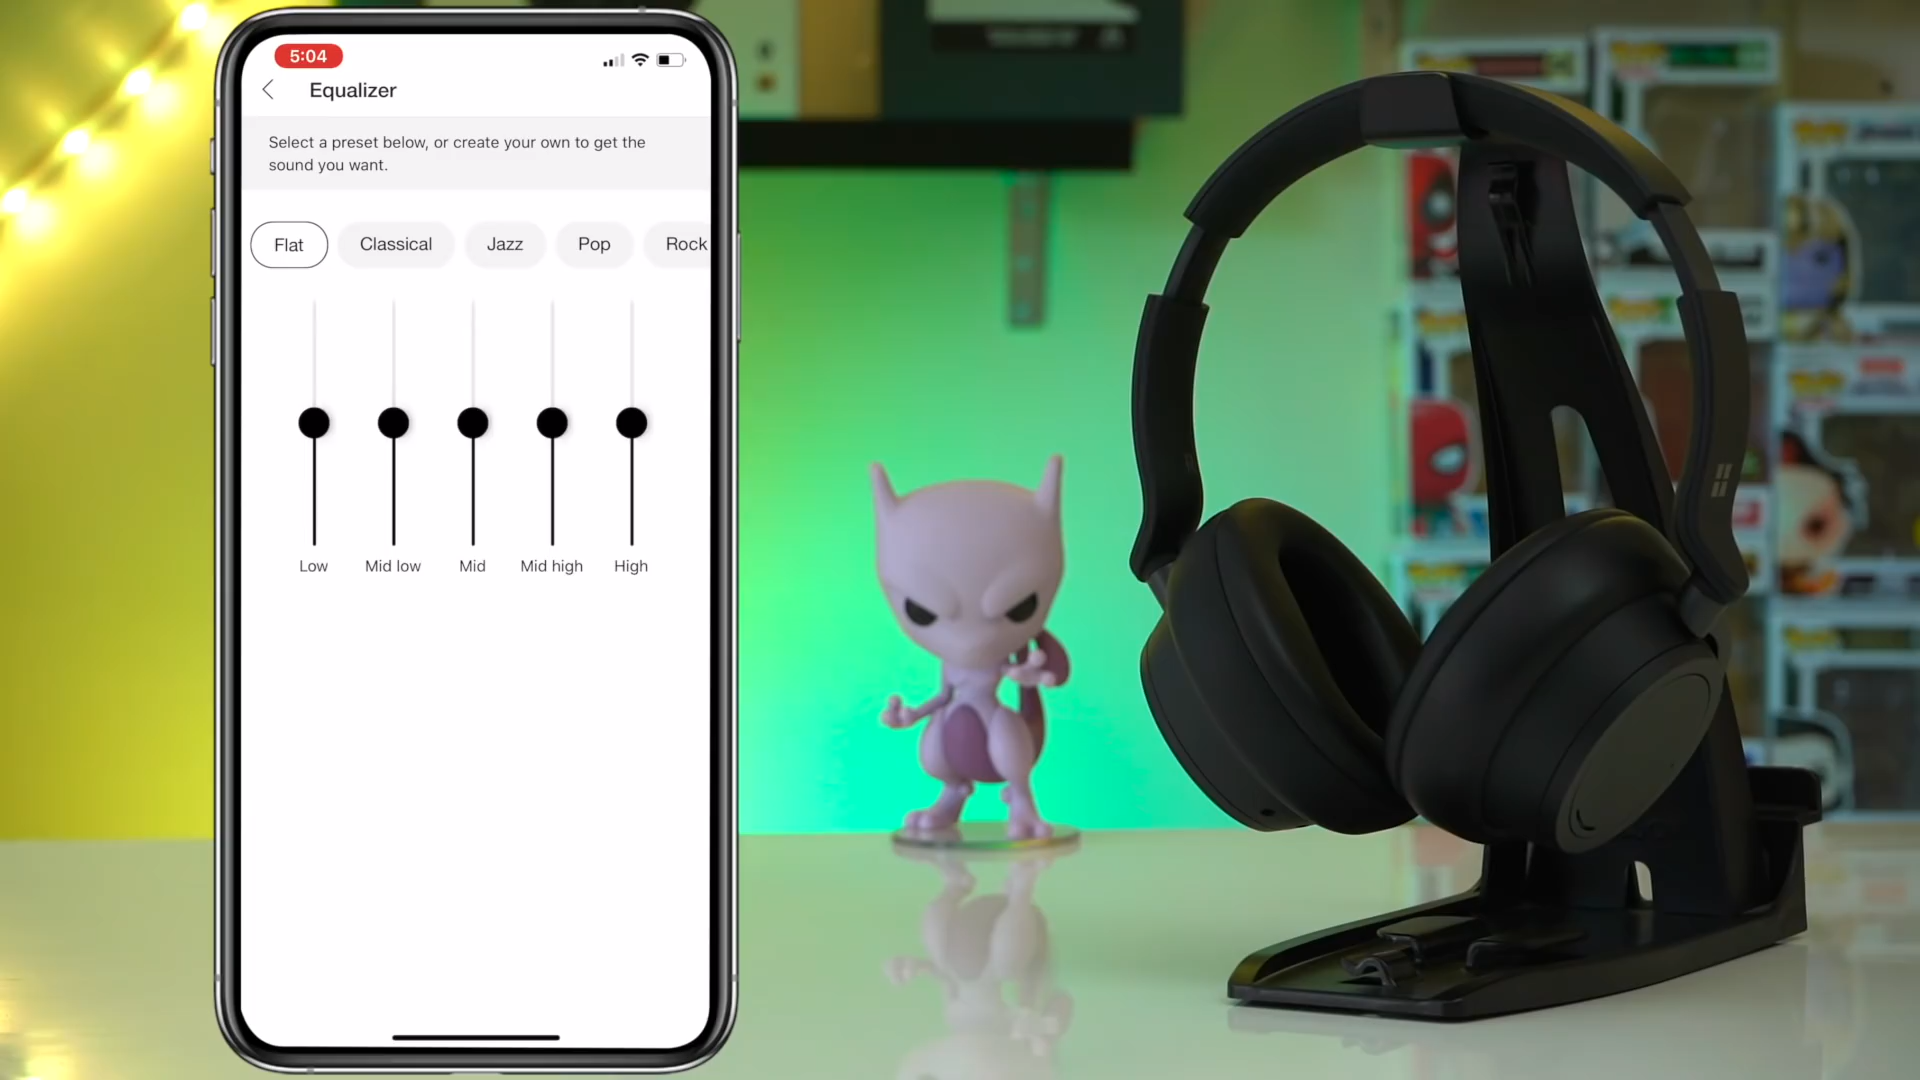 5:04
Equalizer
Select a preset below, or create your own to get the
sound you want.
Flat Classical Jazz Pop Rock
Low Mid low Mid Mid high High